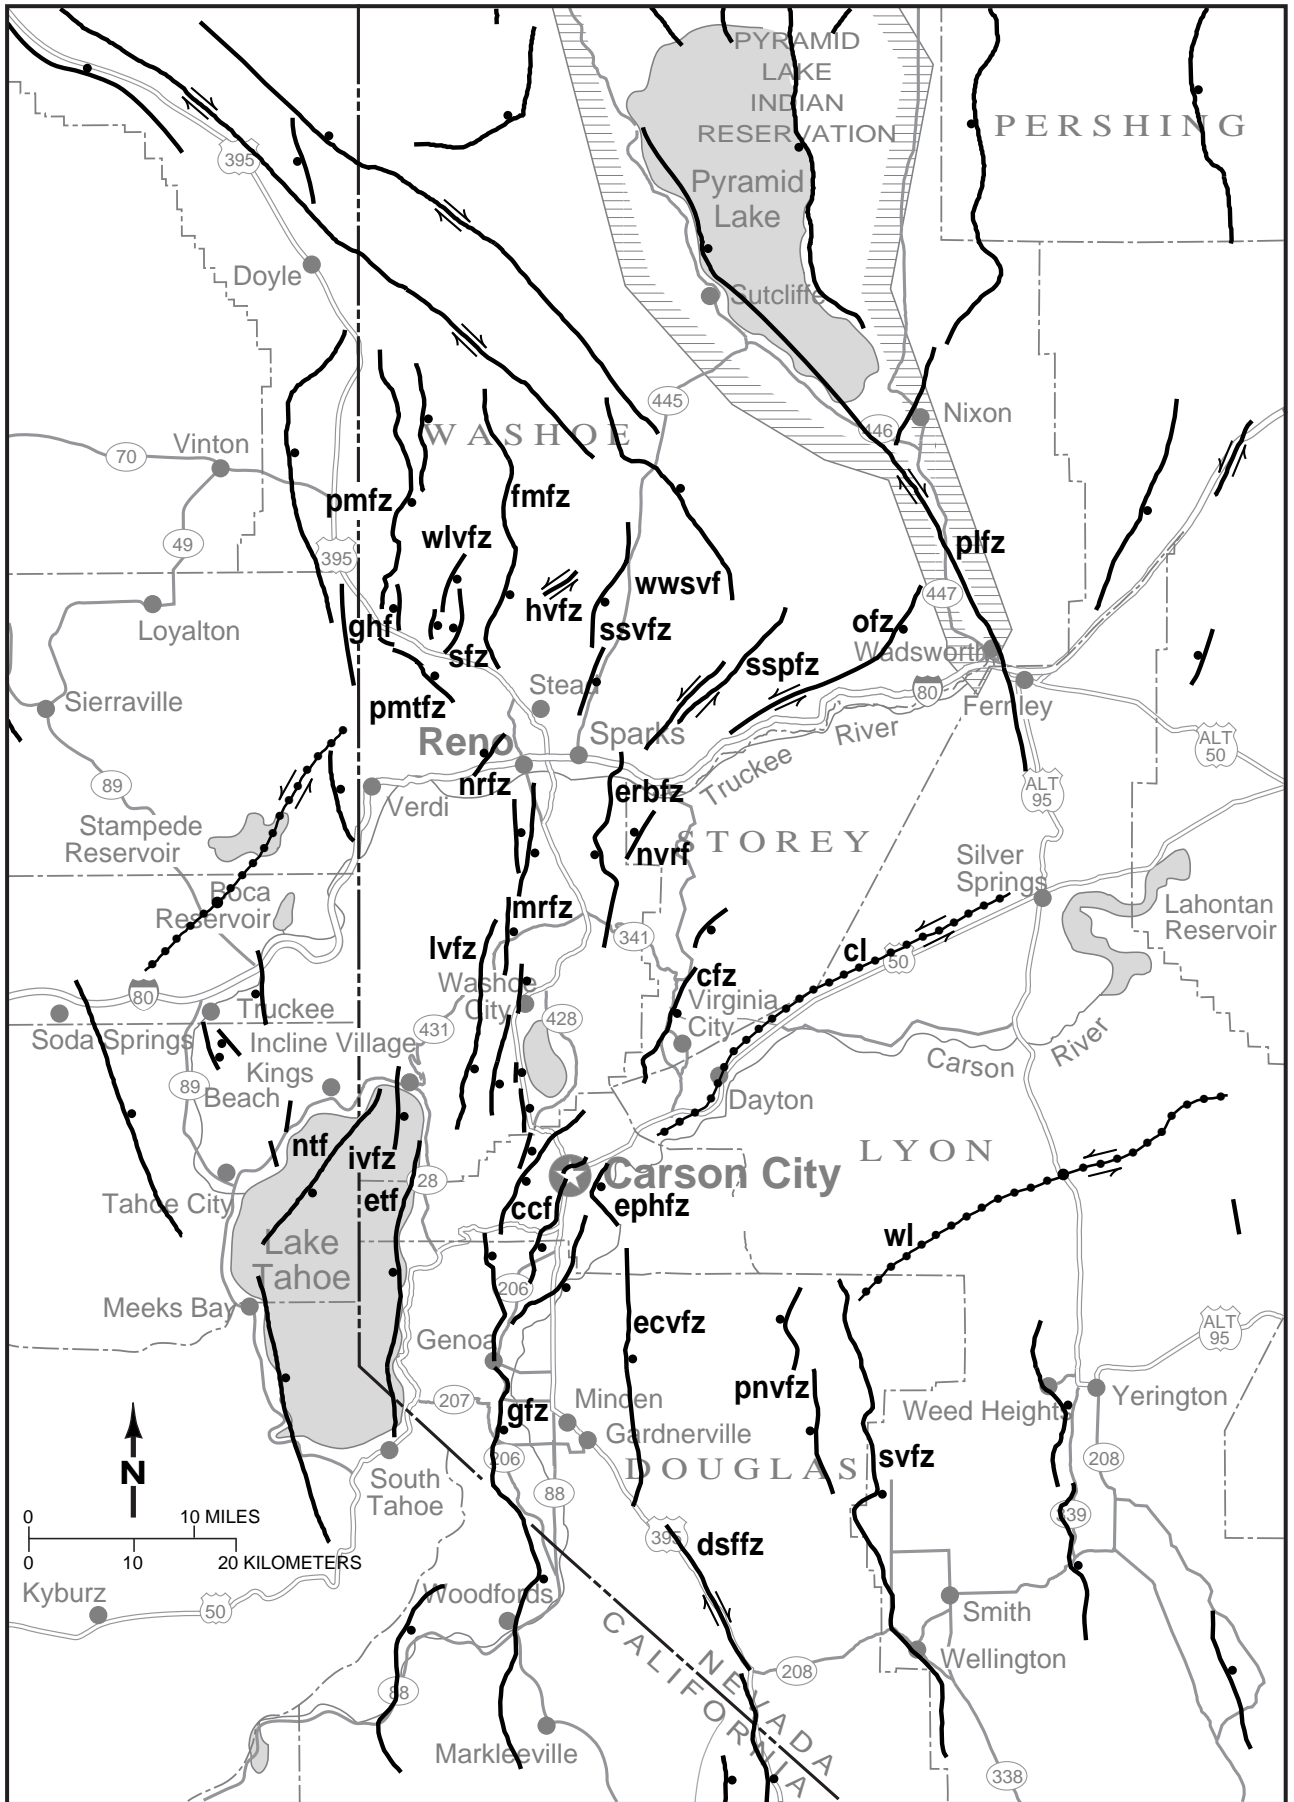 PYRAMID
LAKE
INDIAN
RESERVATION
PERSHING
395
Pyramid
Lake
Doyle
Sutcliffe
445
Nixon
446
WASHOE
Vinton
70
pmfz
fmfz
49
wlvfz
395
plfz
wwsvf
hvfz
447
Loyalton
ghf
ssvfz
ofz
Wadsworth
sfz
sspfz
Stead
80
Fernley
Sierraville
pmtfz
Reno
Sparks
River
ALT
50
Truckee
89
nrfz
erbfz
ALT
95
Verdi
Stampede
Reservoir
STOREY
nvrf
Silver
Springs
Boca
Reservoir
mrfz
Lahontan
Reservoir
lvfz
341
cl
50
Washoe
City
cfz
80
Virginia
City
Truckee
431
428
Soda Springs
Incline Village
Carson
River
Kings
Beach
89
Dayton
ntf
ivfz
LYON
28
Carson City
Tahoe City
etf
ccf
ephfz
wl
Lake
Tahoe
206
Meeks Bay
ecvfz
ALT
95
Genoa
pnvfz
Yerington
207
Minden
Weed Heights
gfz
Gardnerville
206
DOUGLAS
svfz
208
N
South
Tahoe
88
339
0 10 MILES
395
dsffz
0 10 20 KILOMETERS
Kyburz
Woodfords
50
Smith
CALIFORNIA
NEVADA
Wellington
208
88
Markleeville
338